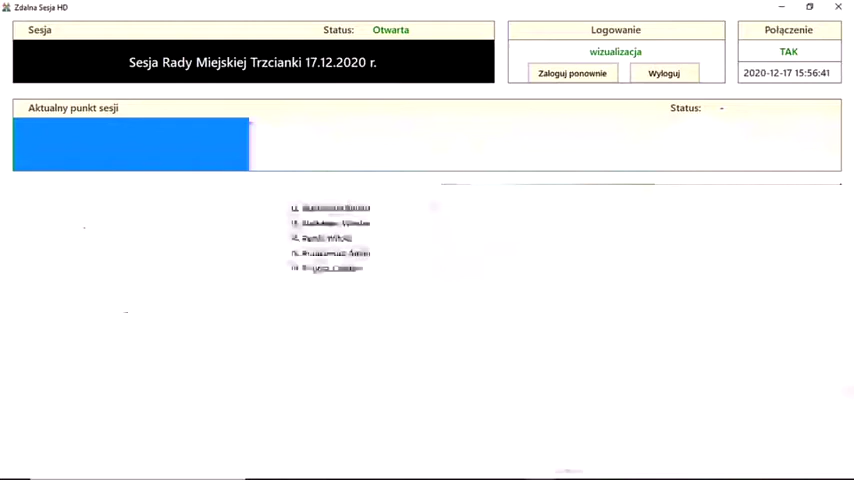 Zdalna Sesja HD
Sesja Status: Otwarta
Sesja Rady Miejskiej Trzcianki 17.12.2020 r.
Logowanie
wizualizacja
Zaloguj ponownie Wyloguj
Połączenie
TAK
2020-12-17 15:56:41
Aktualny punkt sesji Status: -